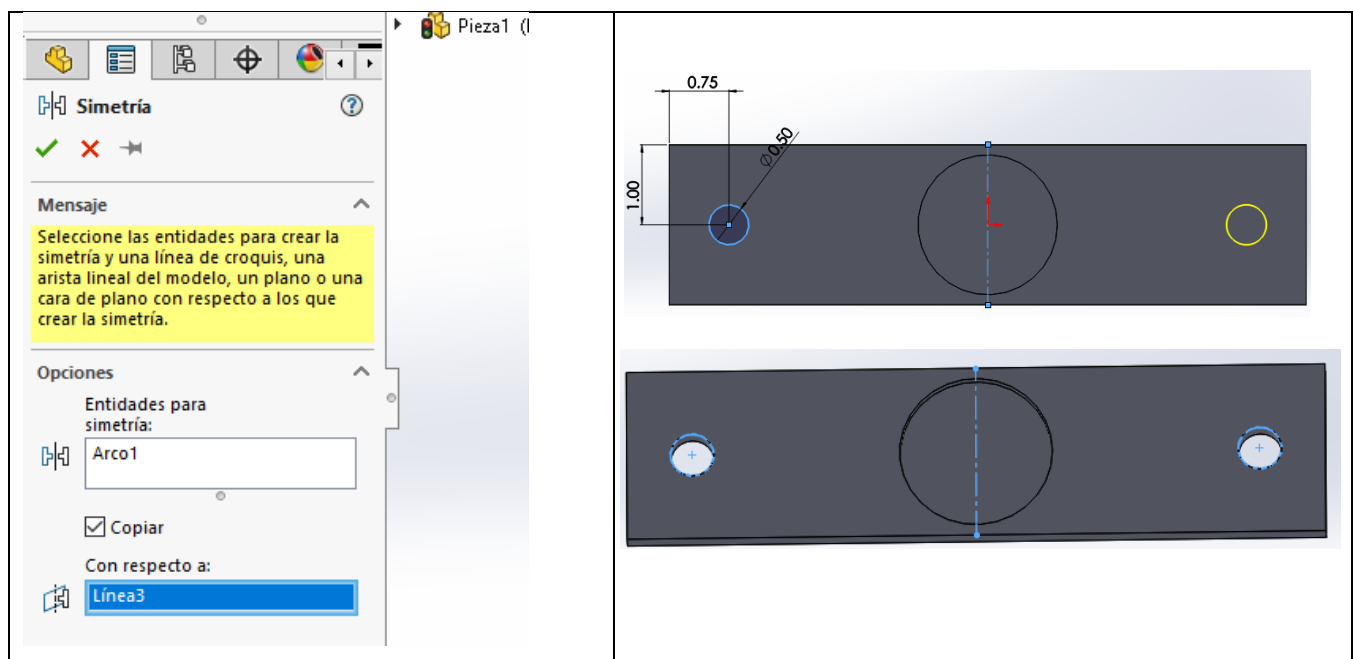 Pieza1 (
Simetría
Mensaje
Seleccione las entidades para crear la
simetría y una línea de croquis, una
arista lineal del modelo, un plano o una
cara de plano con respecto a los que
crear la simetría.
Opciones
Entidades para
simetría:
Arco1
Copiar
Con respecto a:
Línea3
0.75
∅0.50
1.00